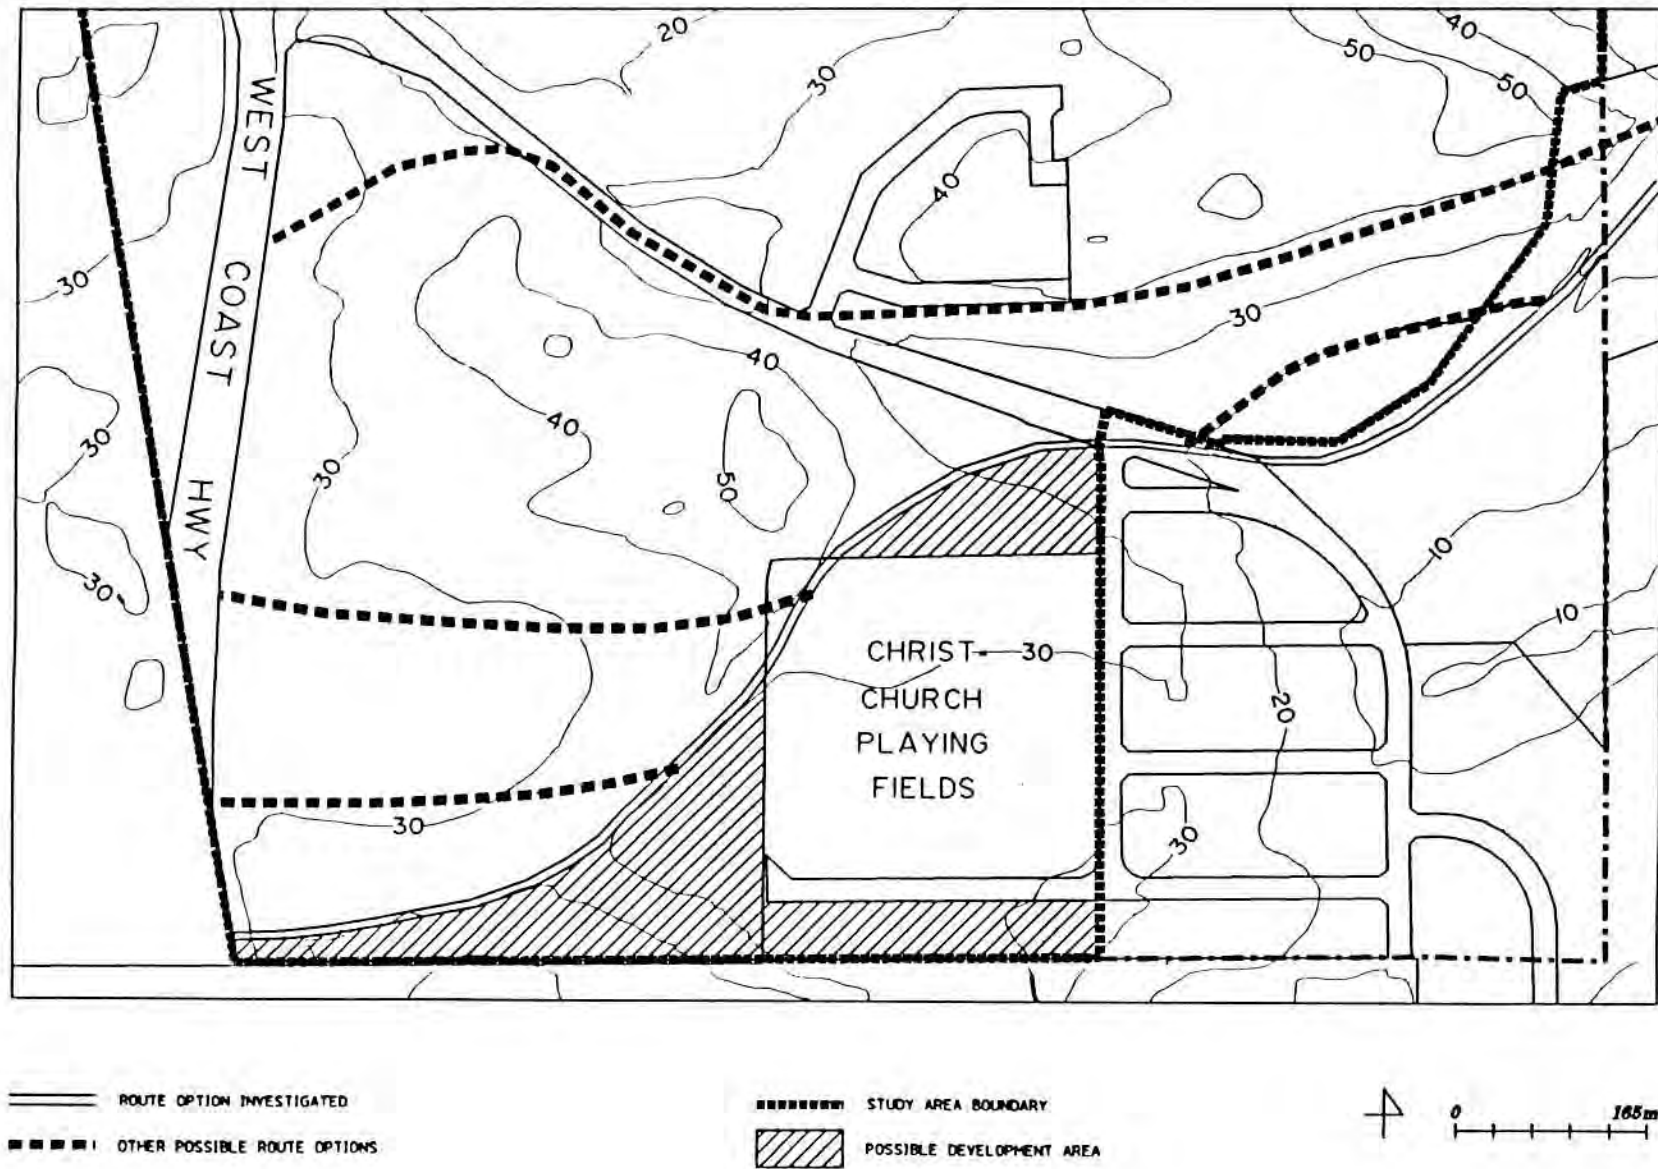 20
30
40
50
50
40
WEST
COAST
HWY
30
40
30
40
30
40
50
30
30
30
10
10
CHRIST 30
CHURCH
PLAYING
FIELDS
20
30
30
ROUTE OPTION INVESTIGATED
OTHER POSSIBLE ROUTE OPTIONS
STUDY AREA BOUNDARY
POSSIBLE DEVELOPMENT AREA
0 165m